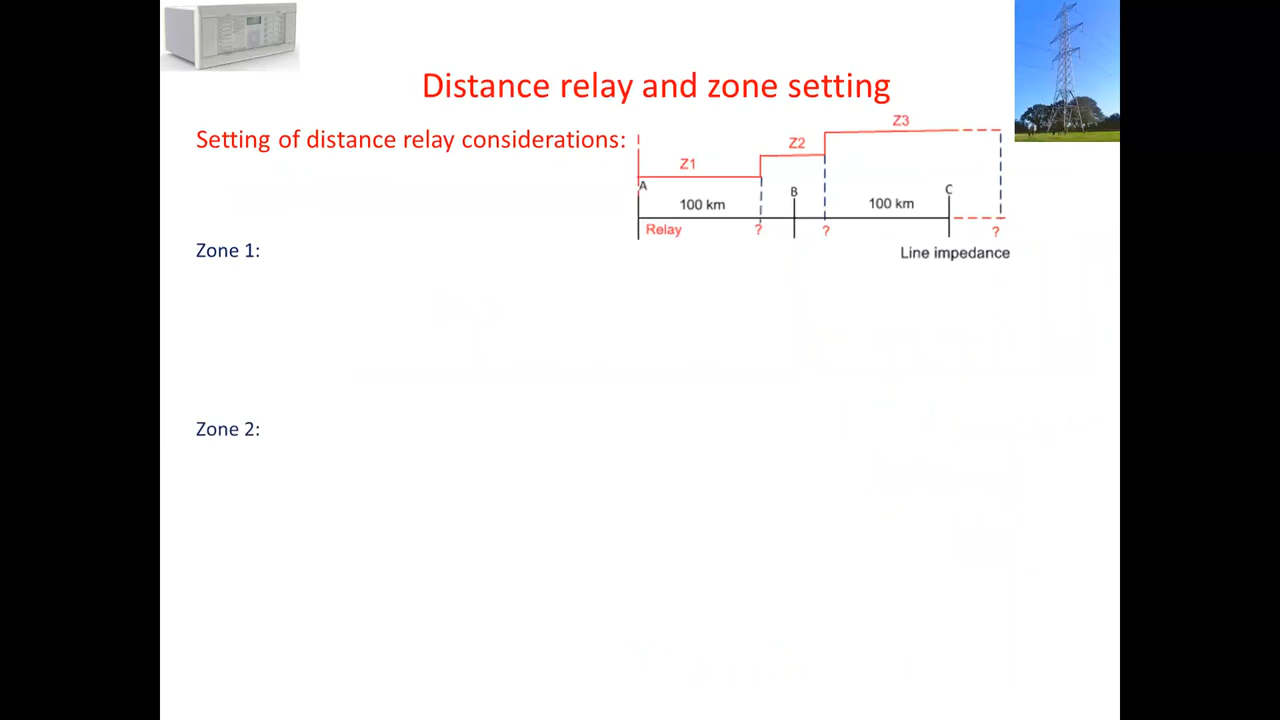 Distance relay and zone setting
Setting of distance relay considerations:
Z3
Z2
Z1
A
B
C
100 km
100 km
Relay
?
?
?
Line impedance
Zone 1:
Zone 2: